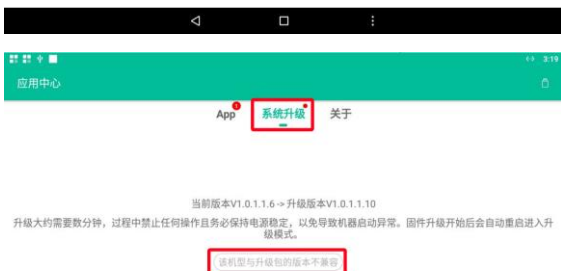 3:19
应用中心
App 1 系统升级 关于
当前版本V1.0.1.1.6->升级版本V1.0.1.1.10
升级大约需要数分钟，过程中禁止任何操作且务必保持电源稳定，以免导致机器启动异常。固件升级开始后会自动重启进入升
级模式。
该机型与升级包的版本不兼容